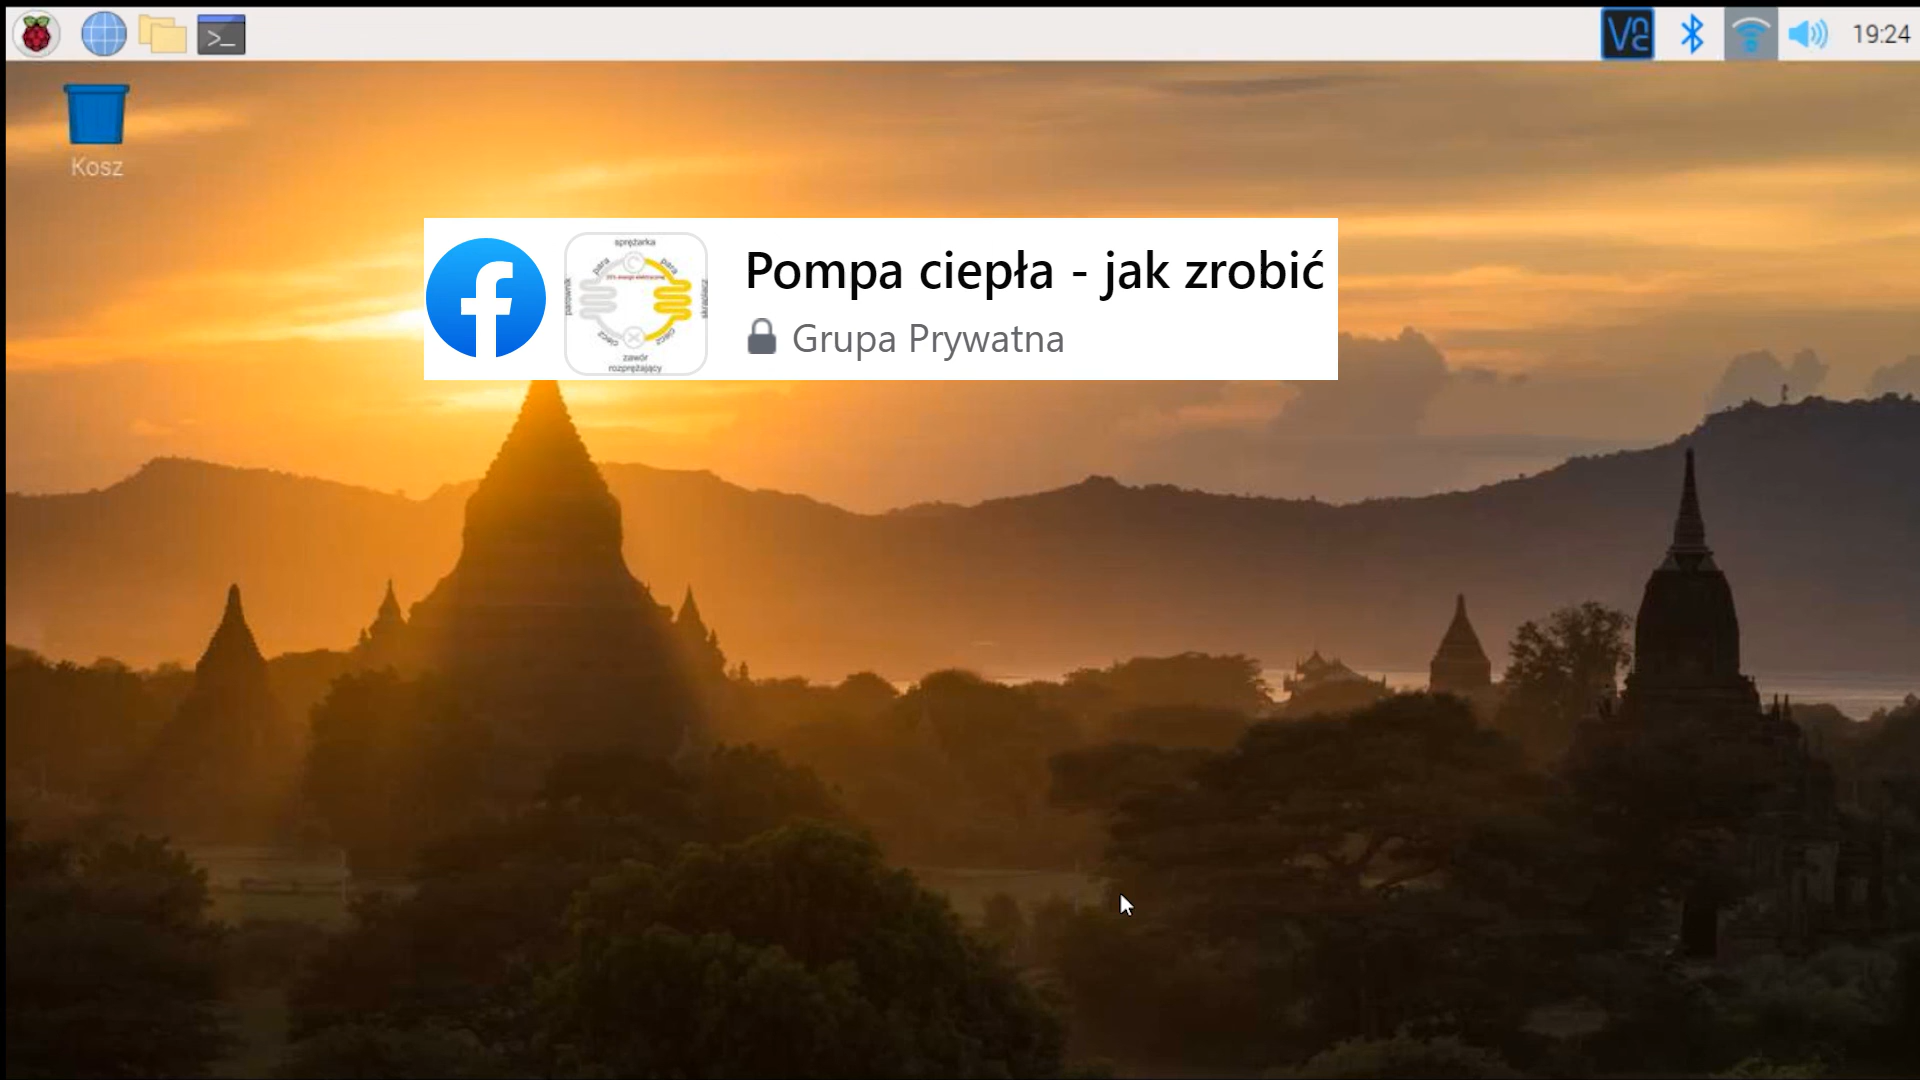 19:24
Kosz
sprężarka
para
para
parownik
skraplacz
ciecz
ciecz
zawór
rozprężający
Pompa ciepła - jak zrobić
Grupa Prywatna